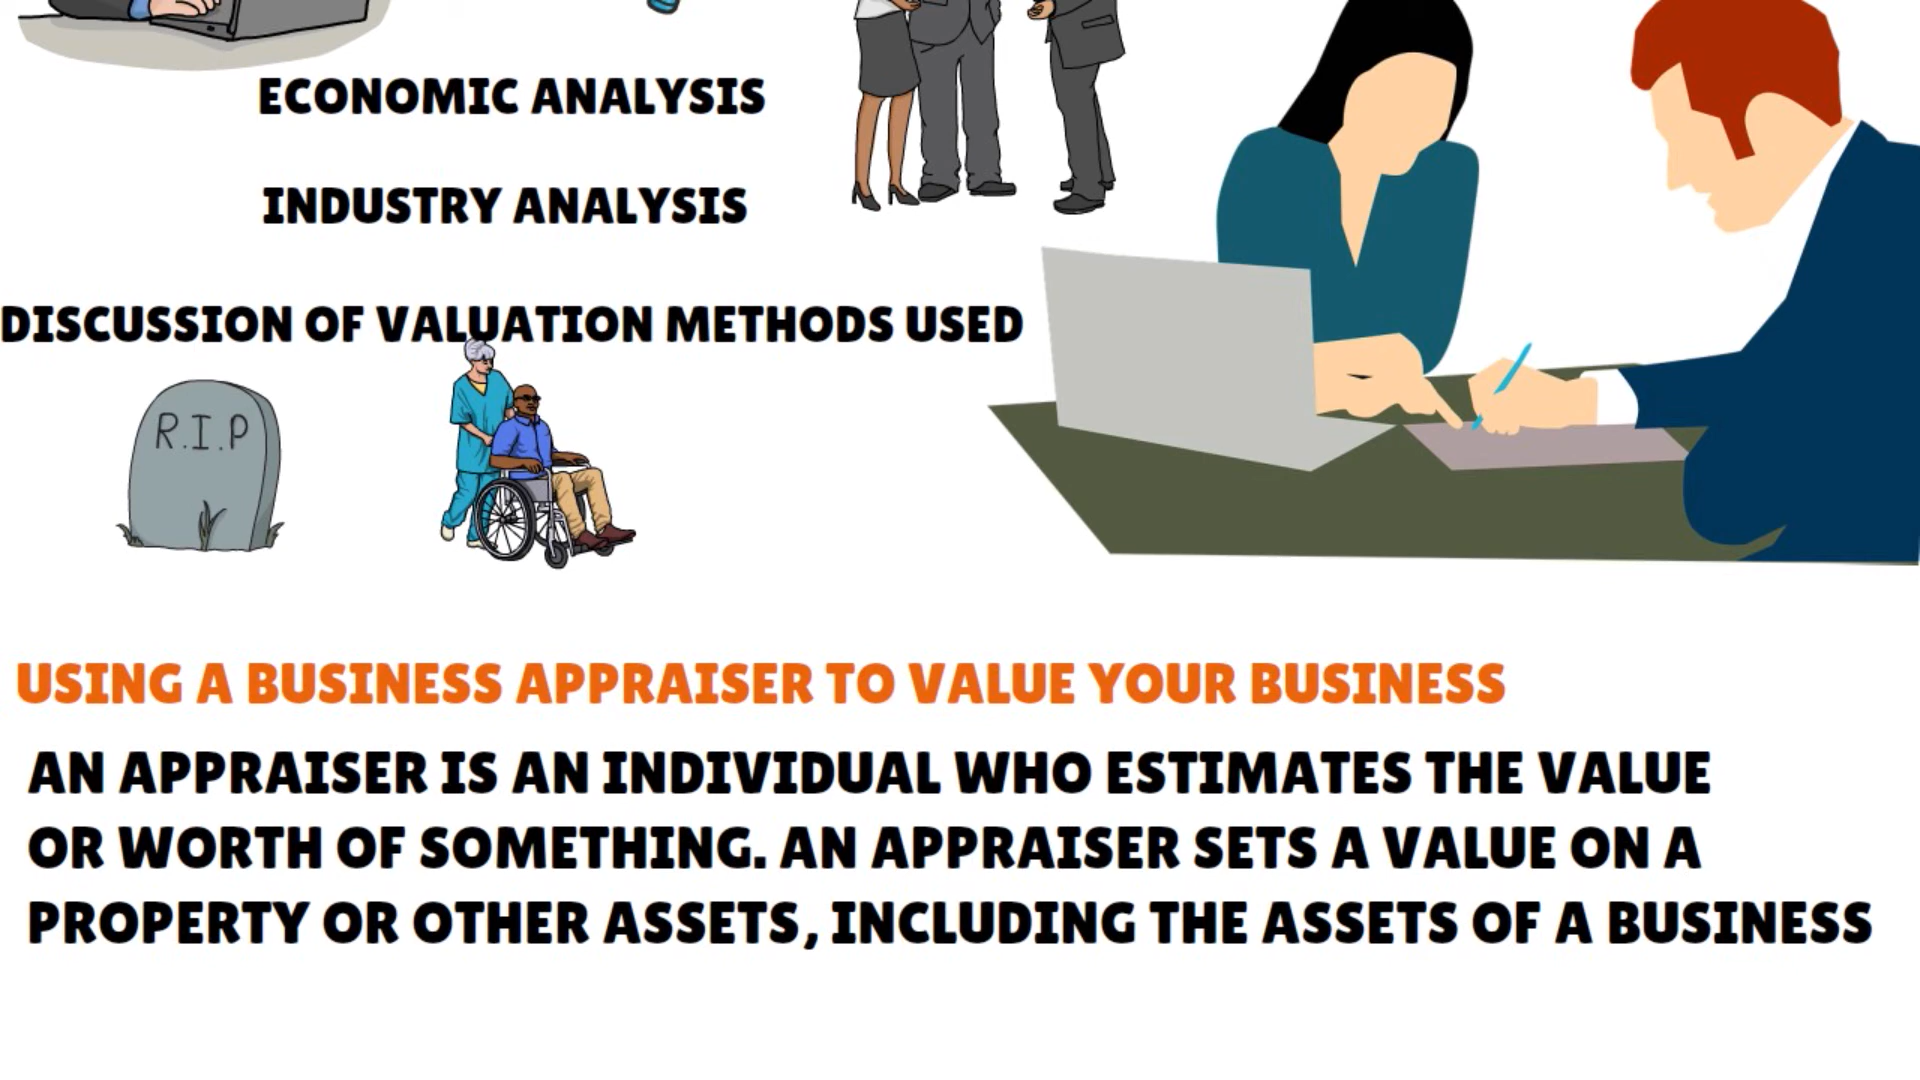 ECONOMIC ANALYSIS
INDUSTRY ANALYSIS
DISCUSSION OF VALUATION METHODS USED
R.I.P
USING A BUSINESS APPRAISER TO VALUE YOUR BUSINESS
AN APPRAISER IS AN INDIVIDUAL WHO ESTIMATES THE VALUE
OR WORTH OF SOMETHING. AN APPRAISER SETS A VALUE ON A
PROPERTY OR OTHER ASSETS, INCLUDING THE ASSETS OF A BUSINESS